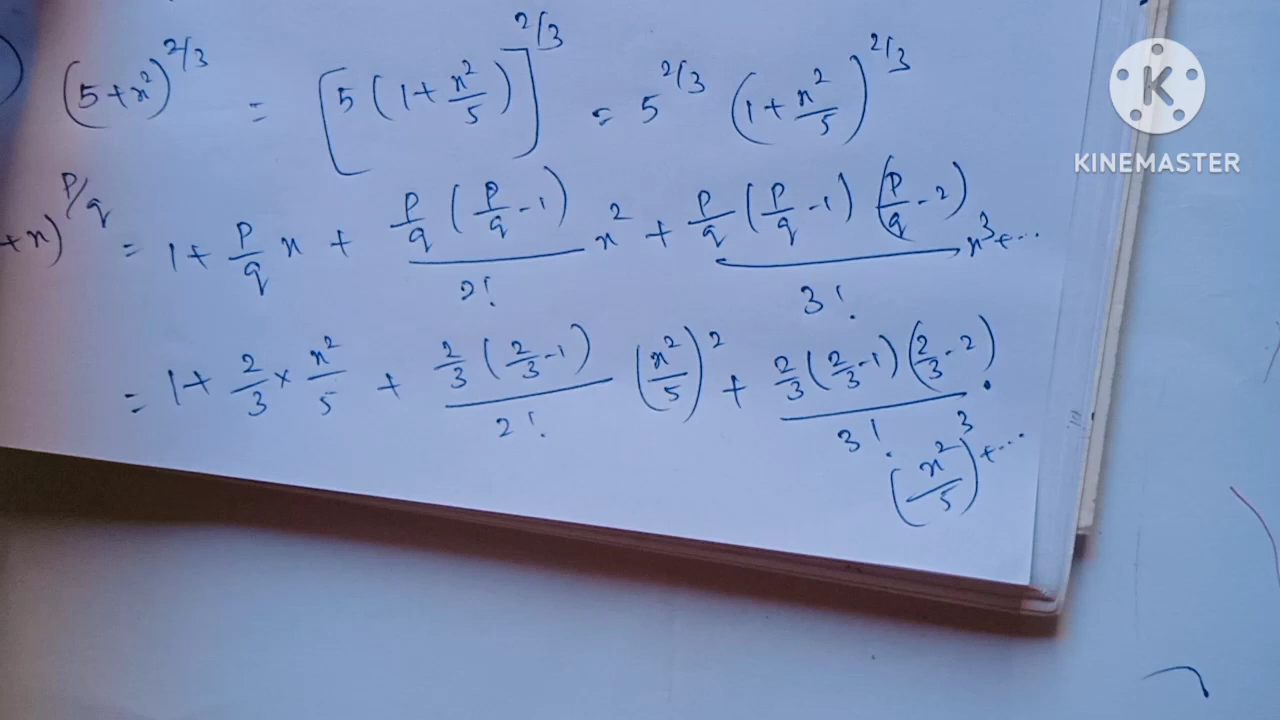 ) (5+x²)^2/3 = [5(1+x²/5)]^2/3 = 5^2/3 (1+x²/5)^2/3
+x)^p/q = 1+ p/q x + p/q(p/q-1)/2! x² + p/q(p/q-1)(p/q-2)/3! x³+...
= 1+ 2/3 × x²/5 + 2/3(2/3-1)/2! (x²/5)² + 2/3(2/3-1)(2/3-2)/3! . (x²/5)³+...
K
KINEMASTER